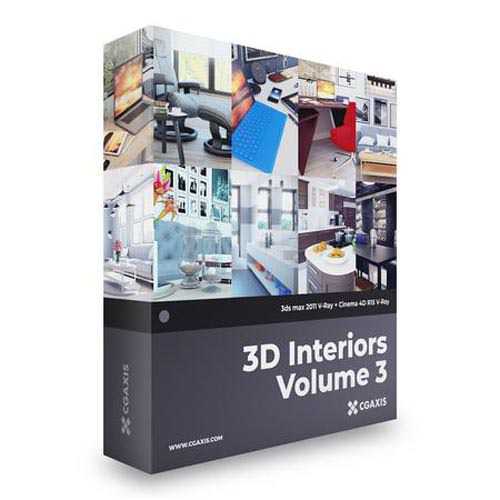 3ds max 2011 V-Ray + Cinema 4D R15 V-Ray
3D Interiors
Volume 3
CGAXIS
WWW.CGAXIS.COM
CGAXIS